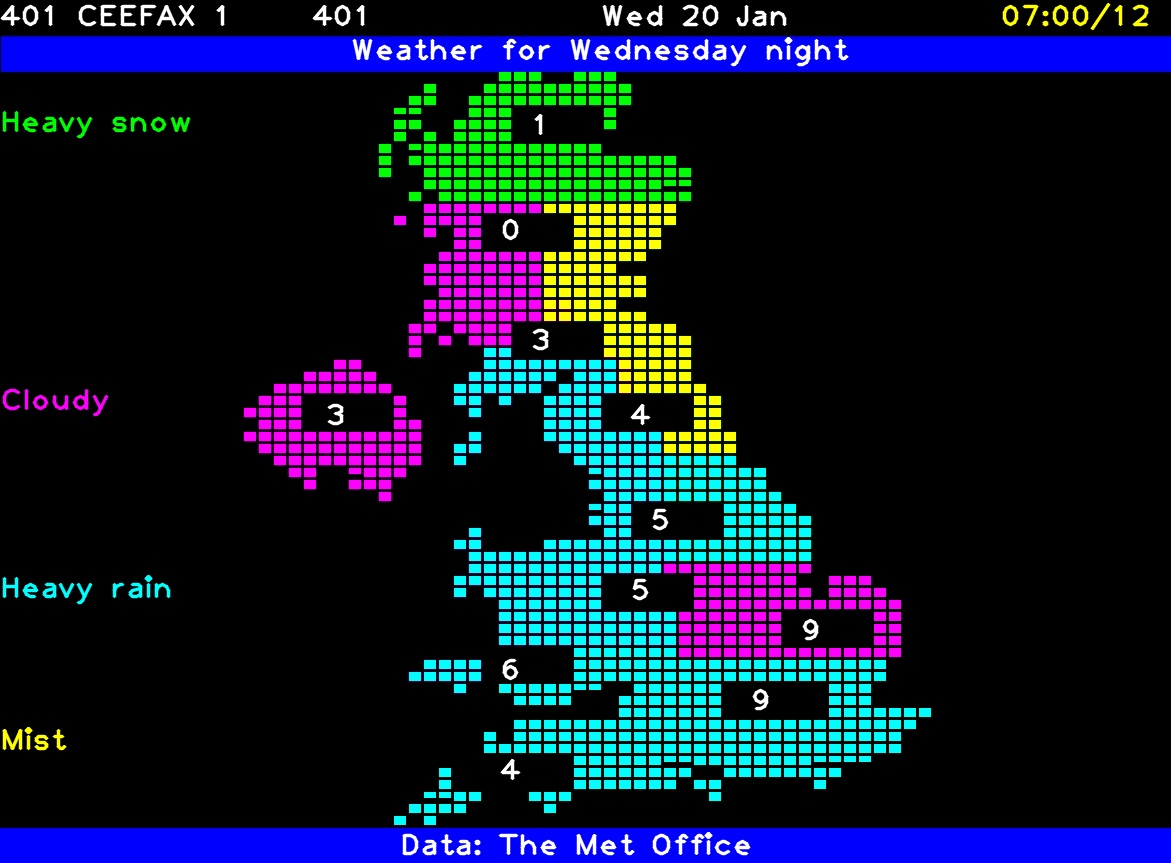 401 CEEFAX 1 401 Wed 20 Jan 07:00/12
Weather for Wednesday night
Heavy snow
1
0
3
Cloudy
3
4
5
Heavy rain
5
9
6
9
Mist
4
Data: The Met Office